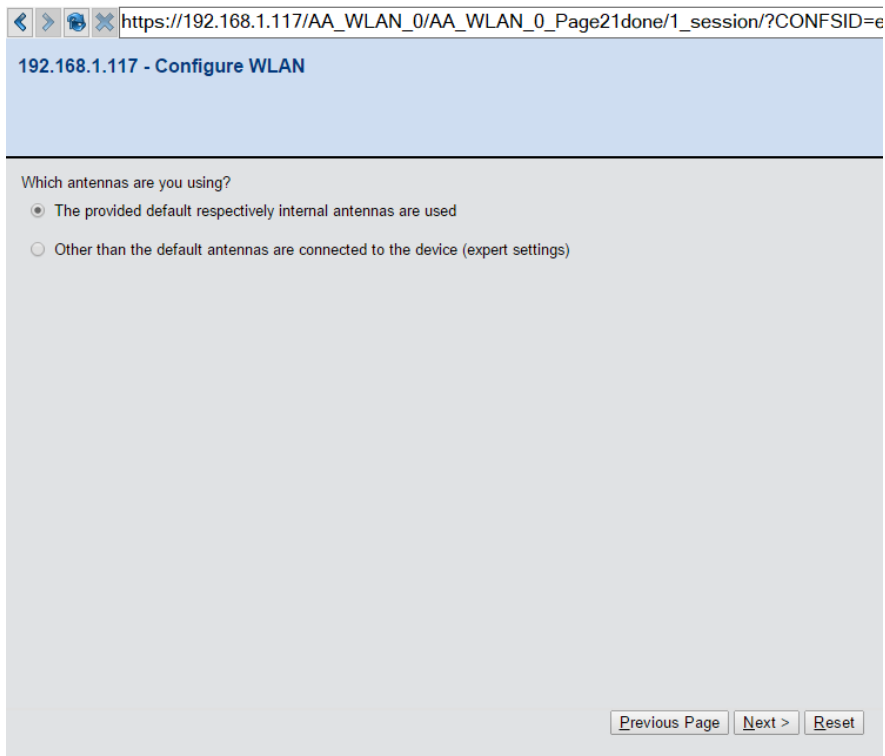 https://192.168.1.117/AA_WLAN_0/AA_WLAN_0_Page21done/1_session/?CONFSID=e
192.168.1.117 - Configure WLAN
Which antennas are you using?
The provided default respectively internal antennas are used
Other than the default antennas are connected to the device (expert settings)
Previous Page Next > Reset